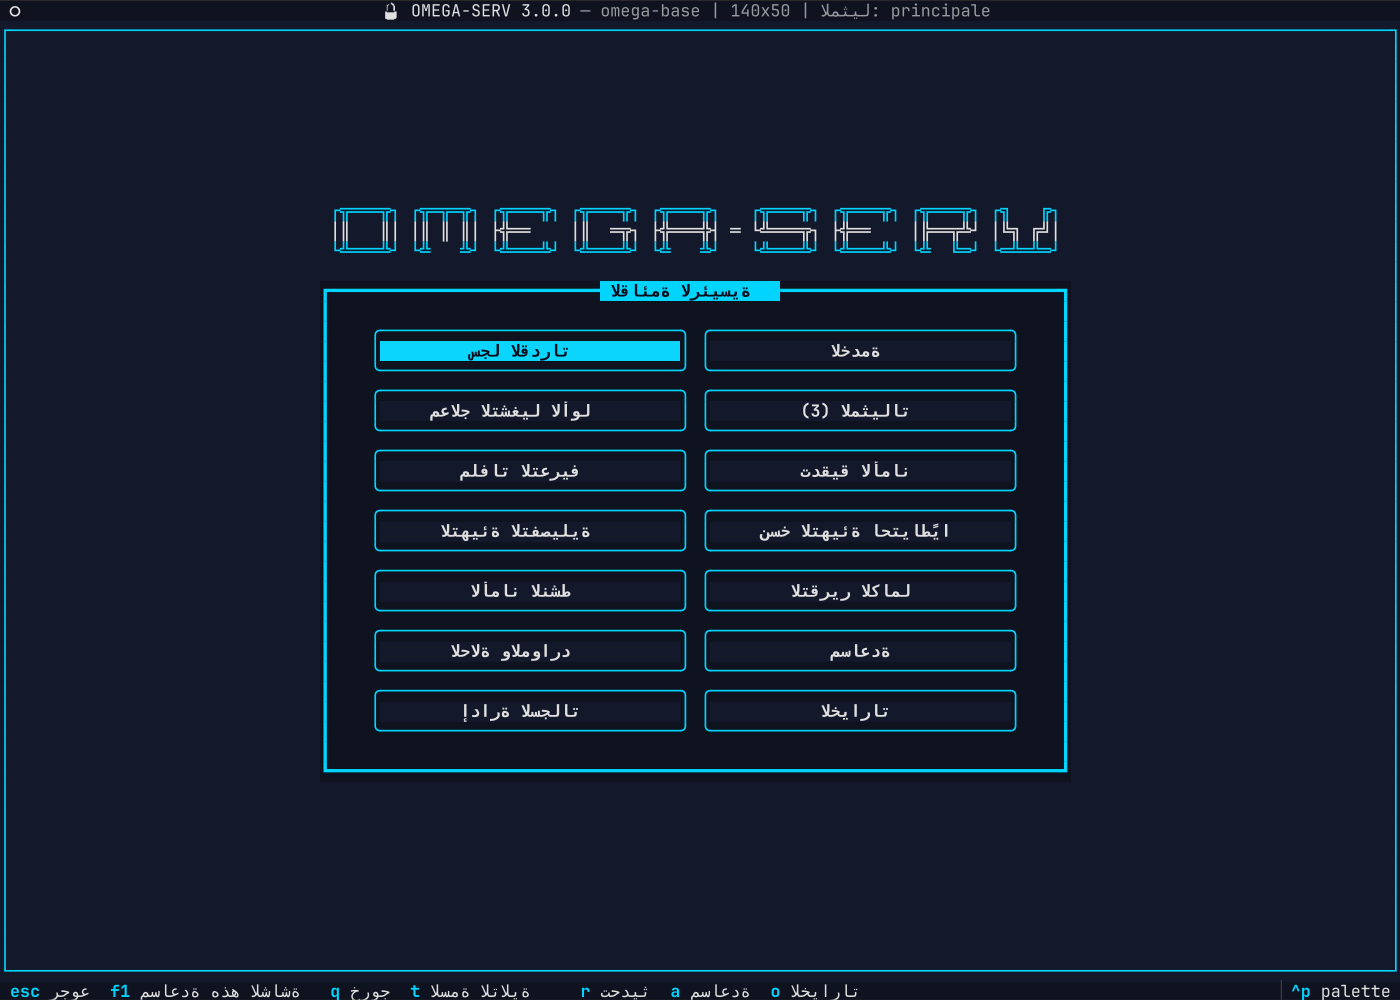 OMEGA-SERV 3.0.0 — omega-base | 140x50 | المثيل: principale
OMEGA-SERV
القائمة الرئيسية
سجل القدرات
الخدمة
معالج التشغيل الأول
(3) المثيلات
ملفات التعريف
تدقيق الأمان
التهيئة التفصيلية
نسخ التهيئة احتياطيًا
الأمان النشط
التقرير الكامل
الحالة والموارد
مساعدة
إدارة السجلات
الخيارات
esc رجوع f1 مساعدة هذه الشاشة q خروج t السمة التالية r تحديث a مساعدة o الخيارات ^p palette